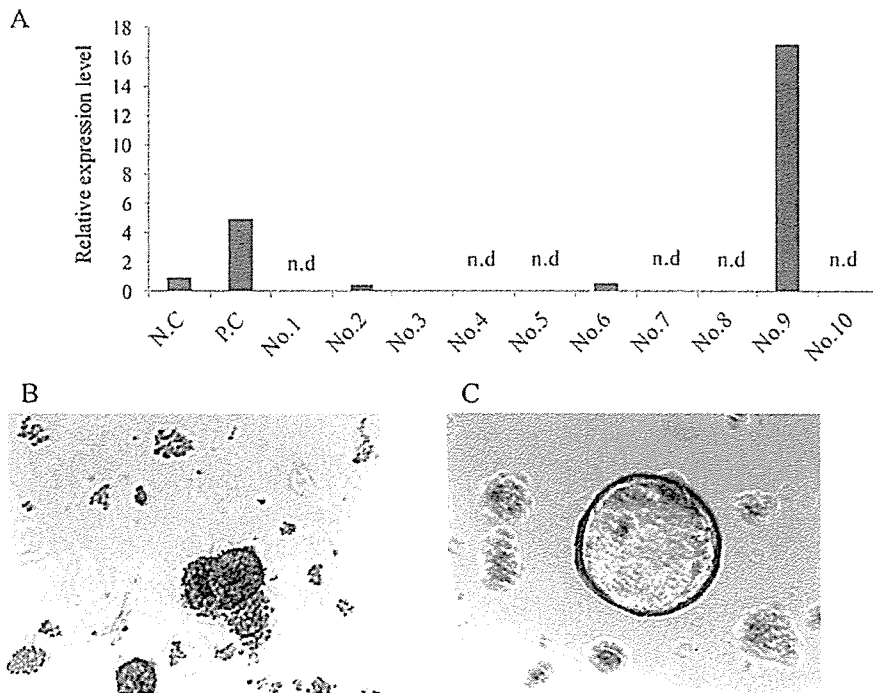 A
Relative expression level
18
16
14
12
10
8
6
4
2
0
n.d
n.d
n.d
n.d
n.d
n.d
N.C
P.C
No.1
No.2
No.3
No.4
No.5
No.6
No.7
No.8
No.9
No.10
B
C